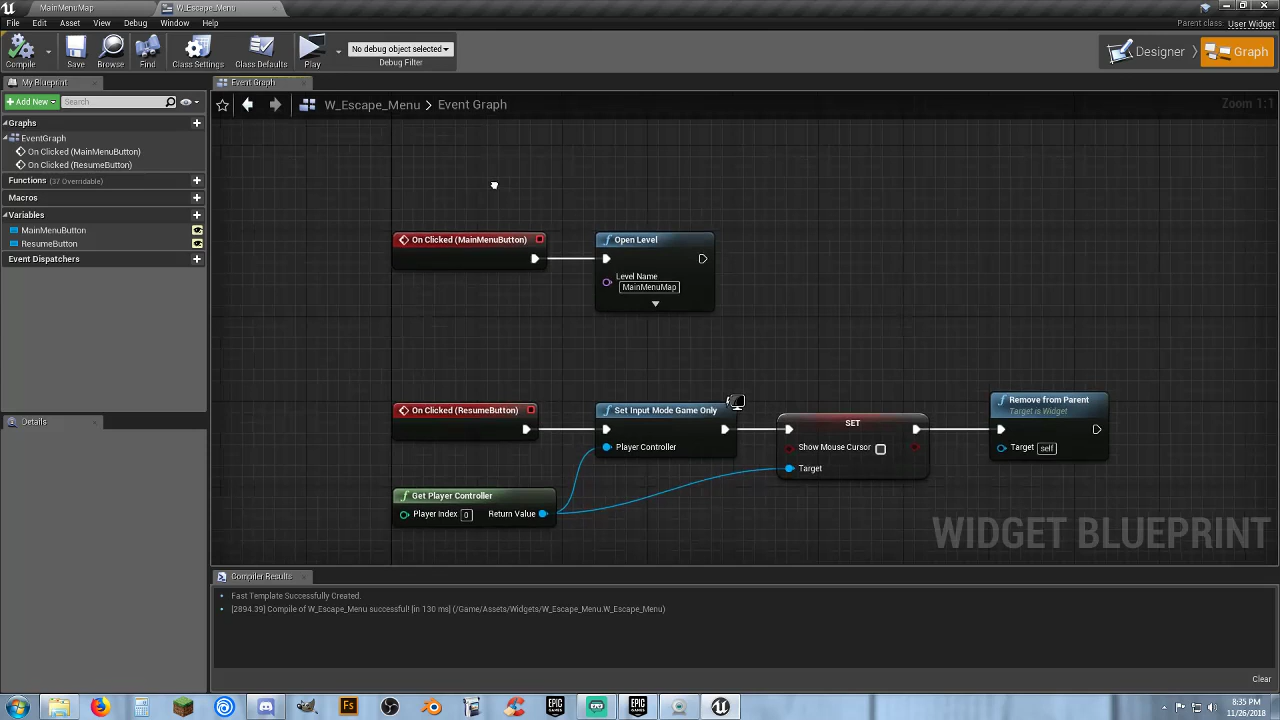 MainMenuMap
W_Escape_Menu
File Edit Asset View Debug Window Help
Parent class: User Widget
Compile
Save
Browse
Find
Class Settings
Class Defaults
Play
No debug object selected
Debug Filter
Designer
Graph
My Blueprint
Event Graph
Add New
Search
W_Escape_Menu > Event Graph
Zoom 1:1
Graphs
EventGraph
On Clicked (MainMenuButton)
On Clicked (ResumeButton)
Functions (37 Overridable)
Macros
Variables
MainMenuButton
ResumeButton
Event Dispatchers
Details
On Clicked (MainMenuButton)
Open Level
Level Name
MainMenuMap
On Clicked (ResumeButton)
Set Input Mode Game Only
Player Controller
SET
Show Mouse Cursor
Target
Remove from Parent
Target is Widget
Target self
Get Player Controller
Player Index 0
Return Value
WIDGET BLUEPRINT
Compiler Results
Fast Template Successfully Created.
[2894.39] Compile of W_Escape_Menu successful! [in 130 ms] (/Game/Assets/Widgets/W_Escape_Menu.W_Escape_Menu)
Clear
Fs
EPIC GAMES
EPIC GAMES
8:35 PM
11/26/2018